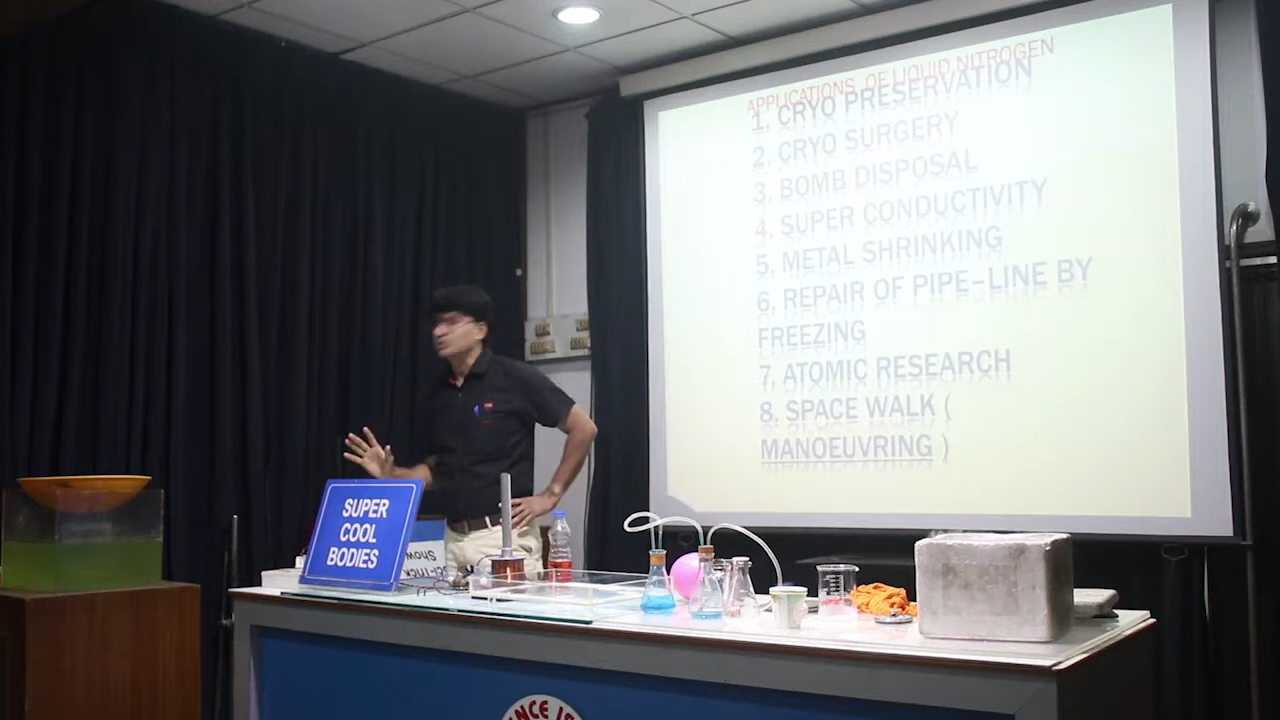 APPLICATIONS OF LIQUID NITROGEN
1. CRYO PRESERVATION
2. CRYO SURGERY
3. BOMB DISPOSAL
4. SUPER CONDUCTIVITY
5. METAL SHRINKING
6. REPAIR OF PIPE-LINE BY
FREEZING
7. ATOMIC RESEARCH
8. SPACE WALK (
MANOEUVRING )
SUPER
COOL
BODIES
Show